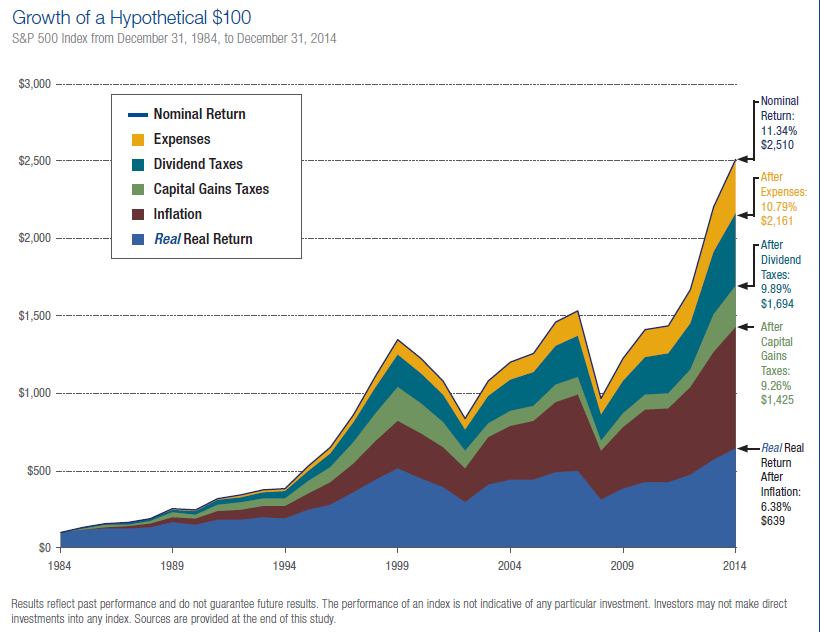 Growth of a Hypothetical $100
S&P 500 Index from December 31, 1984, to December 31, 2014
$3,000
$2,500
$2,000
$1,500
$1,000
$500
$0
Nominal Return
Expenses
Dividend Taxes
Capital Gains Taxes
Inflation
Real Real Return
Nominal
Return:
11.34%
$2,510
After
Expenses:
10.79%
$2,161
After
Dividend
Taxes:
9.89%
$1,694
After
Capital
Gains
Taxes:
9.26%
$1,425
Real Real
Return
After
Inflation:
6.38%
$639
1984
1989
1994
1999
2004
2009
2014
Results reflect past performance and do not guarantee future results. The performance of an index is not indicative of any particular investment. Investors may not make direct
investments into any index. Sources are provided at the end of this study.